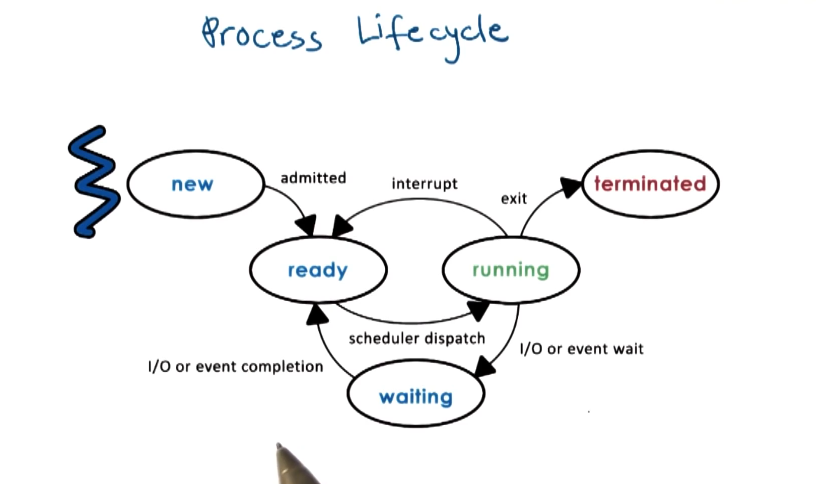 Process Lifecycle
new
admitted
interrupt
exit
terminated
ready
running
scheduler dispatch
I/O or event wait
I/O or event completion
waiting